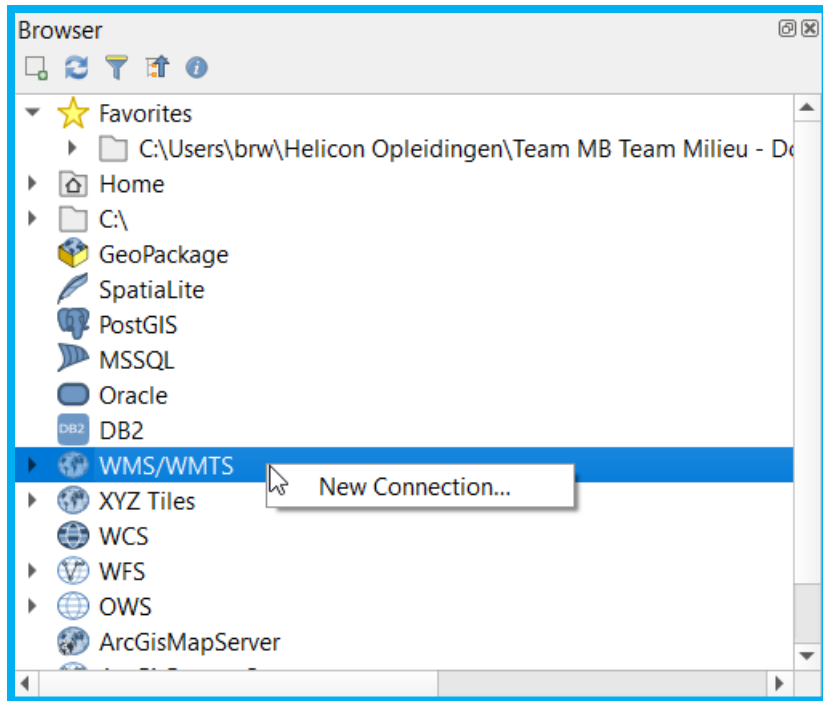 Browser
Favorites
C:\Users\brw\Helicon Opleidingen\Team MB Team Milieu - Do
Home
C:\
GeoPackage
SpatiaLite
PostGIS
MSSQL
Oracle
DB2
DB2
WMS/WMTS
New Connection...
XYZ Tiles
WCS
WFS
OWS
ArcGisMapServer